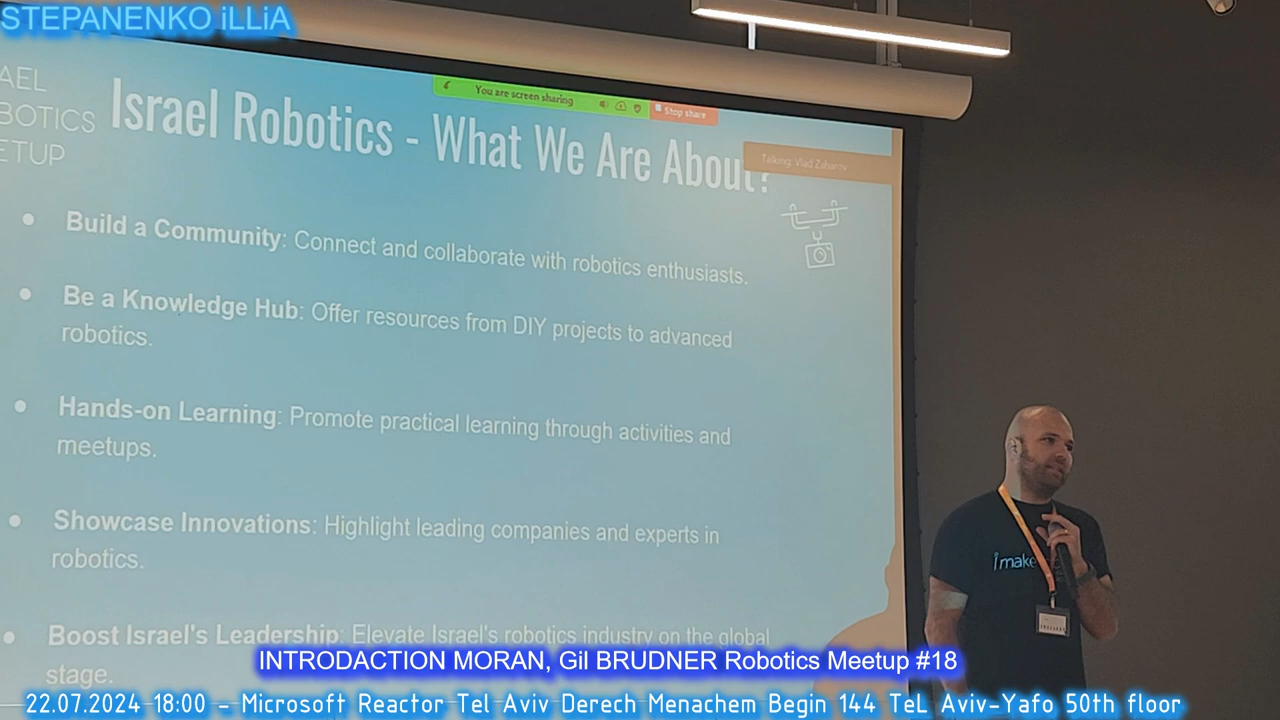 STEPANENKO iLLiA
AEL
BOTICS
ETUP
Israel Robotics - What We Are About?
You are screen sharing
Stop share
Talking: Vlad Zaharov
• Build a Community: Connect and collaborate with robotics enthusiasts.
• Be a Knowledge Hub: Offer resources from DIY projects to advanced
robotics.
• Hands-on Learning: Promote practical learning through activities and
meetups.
• Showcase Innovations: Highlight leading companies and experts in
robotics.
• Boost Israel's Leadership: Elevate Israel's robotics industry on the global
stage.
i make
INTRODACTION MORAN, Gil BRUDNER Robotics Meetup #18
22.07.2024 18:00 - Microsoft Reactor Tel Aviv Derech Menachem Begin 144 TeL Aviv-Yafo 50th floor